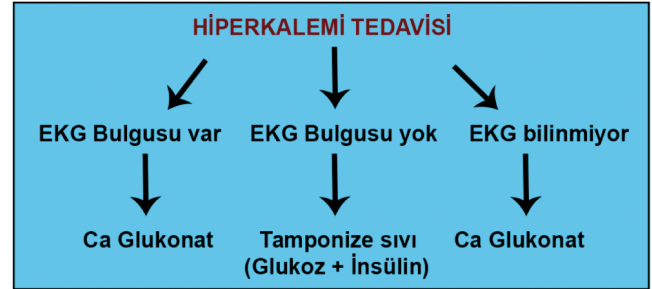 HİPERKALEMİ TEDAVİSİ
EKG Bulgusu var
EKG Bulgusu yok
EKG bilinmiyor
Ca Glukonat
Tamponize sıvı
(Glukoz + İnsülin)
Ca Glukonat